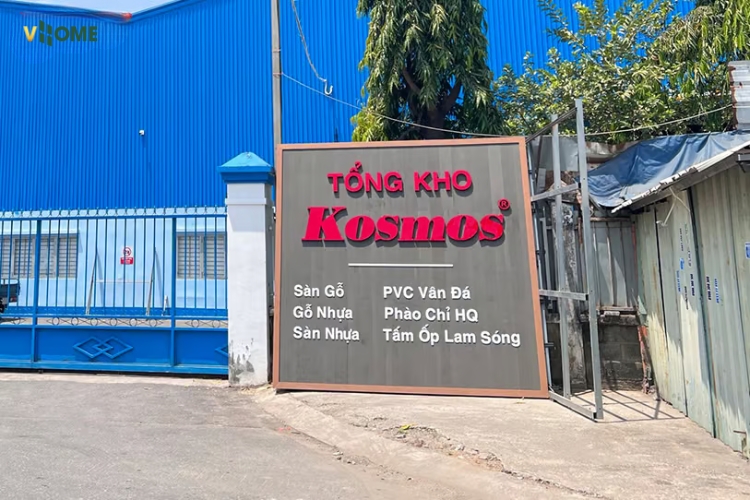 VHOME
TỔNG KHO
Kosmos®
Sàn Gỗ PVC Vân Đá
Gỗ Nhựa Phào Chỉ HQ
Sàn Nhựa Tấm Ốp Lam Sóng